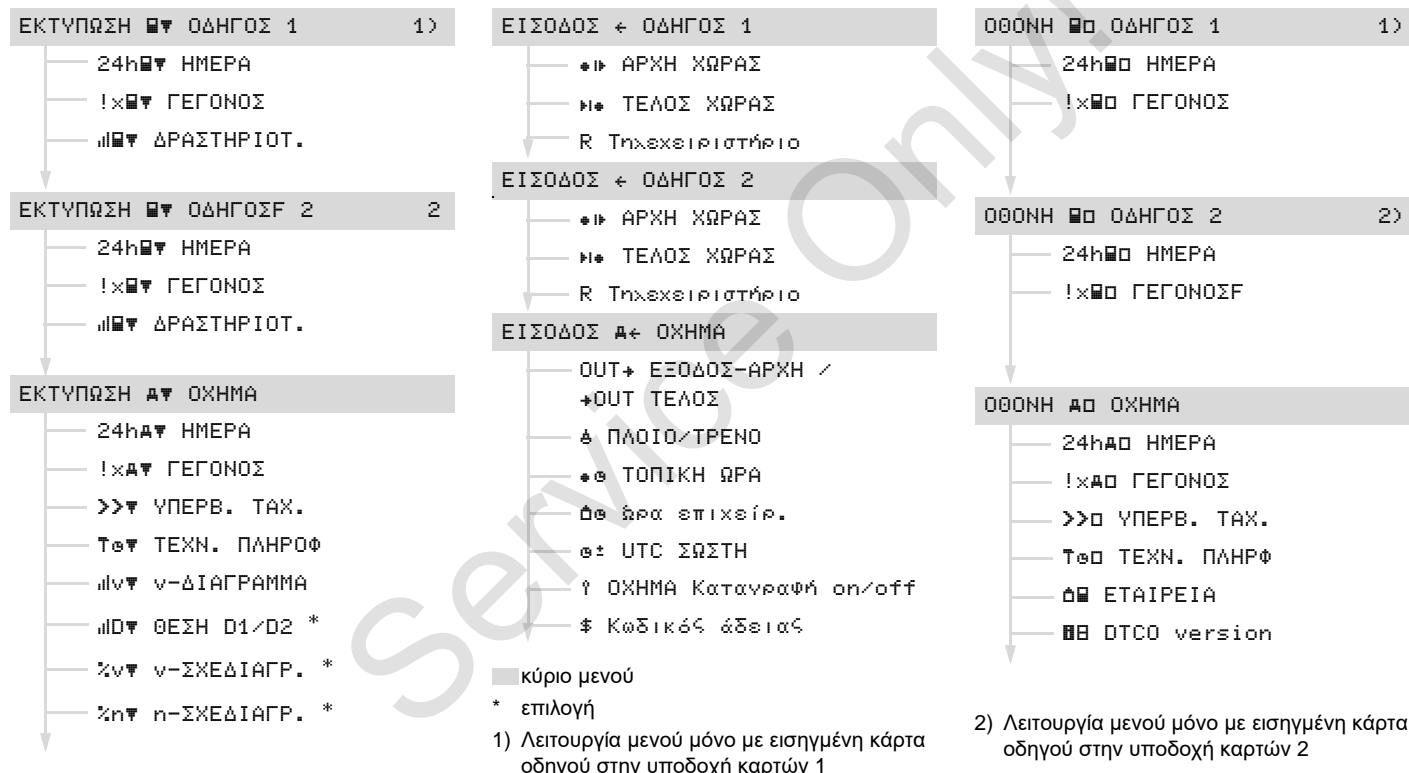 ΕΚΤΥΠΩΣΗ ΟΔΗΓΟΣ 1 1)
24h ΗΜΕΡΑ
!x ΓΕΓΟΝΟΣ
ΔΡΑΣΤΗΡΙΟΤ.
ΕΚΤΥΠΩΣΗ ΟΔΗΓΟΣF 2 2
24h ΗΜΕΡΑ
!x ΓΕΓΟΝΟΣ
ΔΡΑΣΤΗΡΙΟΤ.
ΕΚΤΥΠΩΣΗ ΟΧΗΜΑ
24h ΗΜΕΡΑ
!x ΓΕΓΟΝΟΣ
>> ΥΠΕΡΒ. ΤΑΧ.
ΤΕΧΝ. ΠΛΗΡΟΦ
v v-ΔΙΑΓΡΑΜΜΑ
D ΘΕΣΗ D1/D2 *
%v v-ΣΧΕΔΙΑΓΡ. *
%n n-ΣΧΕΔΙΑΓΡ. *
ΕΙΣΟΔΟΣ ← ΟΔΗΓΟΣ 1
ΑΡΧΗ ΧΩΡΑΣ
ΤΕΛΟΣ ΧΩΡΑΣ
R Τηλεχειριστήριο
ΕΙΣΟΔΟΣ ← ΟΔΗΓΟΣ 2
ΑΡΧΗ ΧΩΡΑΣ
ΤΕΛΟΣ ΧΩΡΑΣ
R Τηλεχειριστήριο
ΕΙΣΟΔΟΣ ← ΟΧΗΜΑ
OUT→ ΕΞΟΔΟΣ-ΑΡΧΗ /
→OUT ΤΕΛΟΣ
ΠΛΟΙΟ/ΤΡΕΝΟ
ΤΟΠΙΚΗ ΩΡΑ
Ώρα επιχείρ.
± UTC ΣΩΣΤΗ
ΟΧΗΜΑ Καταγραφή on/off
$ Κωδικός άδειας
κύριο μενού
* επιλογή
1) Λειτουργία μενού μόνο με εισηγμένη κάρτα
οδηγού στην υποδοχή καρτών 1
ΟΘΟΝΗ ΟΔΗΓΟΣ 1 1)
24h ΗΜΕΡΑ
!x ΓΕΓΟΝΟΣ
ΟΘΟΝΗ ΟΔΗΓΟΣ 2 2)
24h ΗΜΕΡΑ
!x ΓΕΓΟΝΟΣF
ΟΘΟΝΗ ΟΧΗΜΑ
24h ΗΜΕΡΑ
!x ΓΕΓΟΝΟΣ
>> ΥΠΕΡΒ. ΤΑΧ.
ΤΕΧΝ. ΠΛΗΡΦ
ΕΤΑΙΡΕΙΑ
DTCO version
2) Λειτουργία μενού μόνο με εισηγμένη κάρτα
οδηγού στην υποδοχή καρτών 2
Service Only!